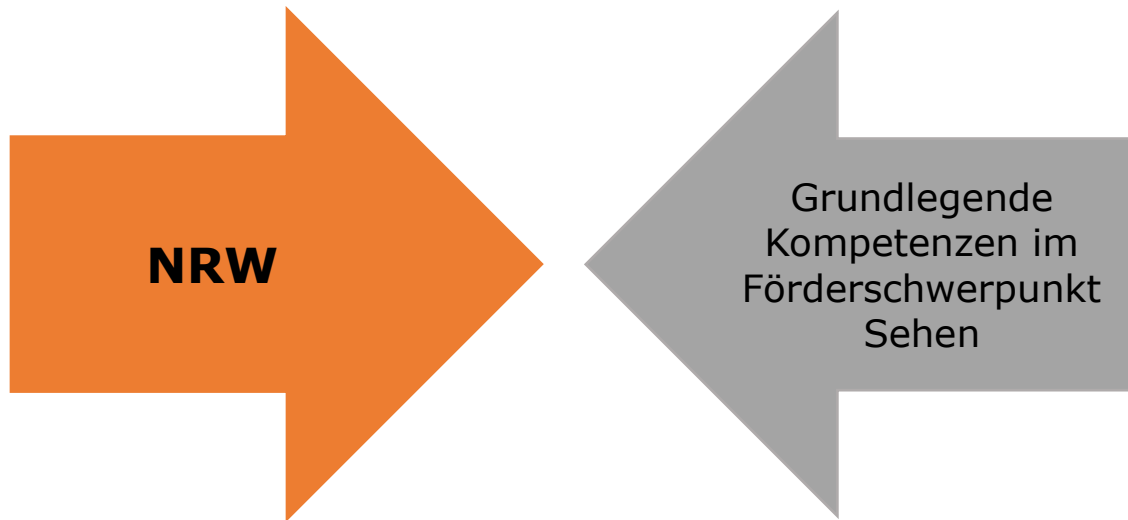 NRW
Grundlegende
Kompetenzen im
Förderschwerpunkt
Sehen